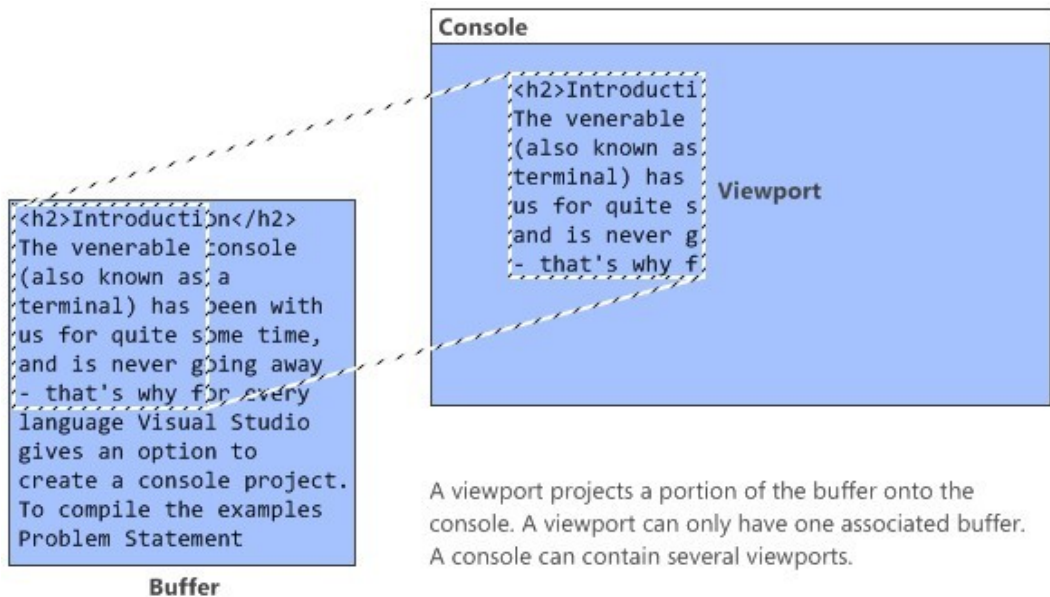 Console
<h2>Introducti
The venerable
(also known as
terminal) has
us for quite s
and is never g
- that's why f
Viewport
<h2>Introduction</h2>
The venerable console
(also known as a
terminal) has been with
us for quite some time,
and is never going away
- that's why for every
language Visual Studio
gives an option to
create a console project.
To compile the examples
Problem Statement
Buffer
A viewport projects a portion of the buffer onto the
console. A viewport can only have one associated buffer.
A console can contain several viewports.